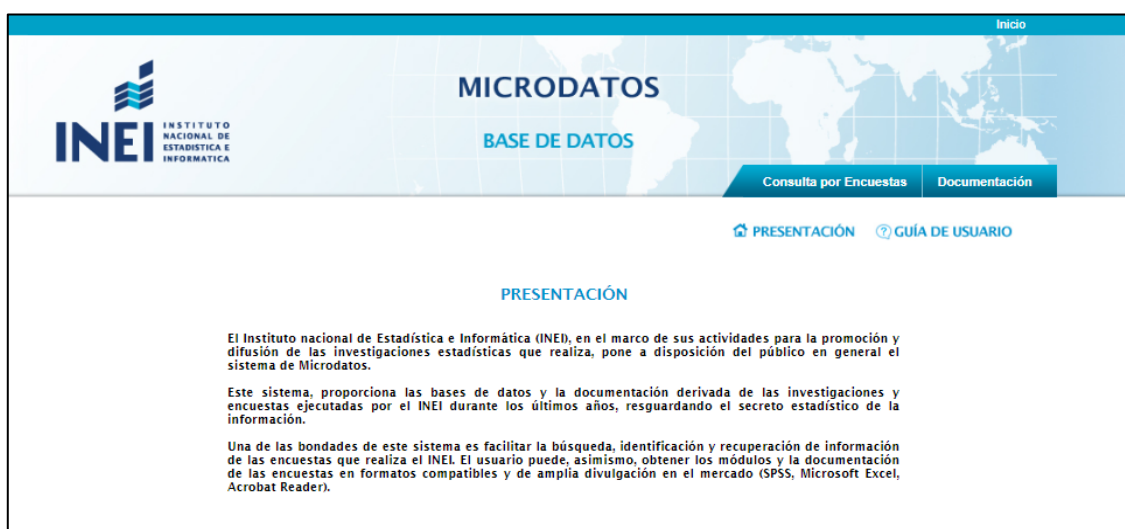 Inicio
INEI
INSTITUTO
NACIONAL DE
ESTADISTICA E
INFORMATICA
MICRODATOS
BASE DE DATOS
Consulta por Encuestas
Documentación
PRESENTACIÓN
? GUÍA DE USUARIO
PRESENTACIÓN
El Instituto nacional de Estadística e Informática (INEI), en el marco de sus actividades para la promoción y
difusión de las investigaciones estadísticas que realiza, pone a disposición del público en general el
sistema de Microdatos.
Este sistema, proporciona las bases de datos y la documentación derivada de las investigaciones y
encuestas ejecutadas por el INEI durante los últimos años, resguardando el secreto estadístico de la
información.
Una de las bondades de este sistema es facilitar la búsqueda, identificación y recuperación de información
de las encuestas que realiza el INEI. El usuario puede, asimismo, obtener los módulos y la documentación
de las encuestas en formatos compatibles y de amplia divulgación en el mercado (SPSS, Microsoft Excel,
Acrobat Reader).